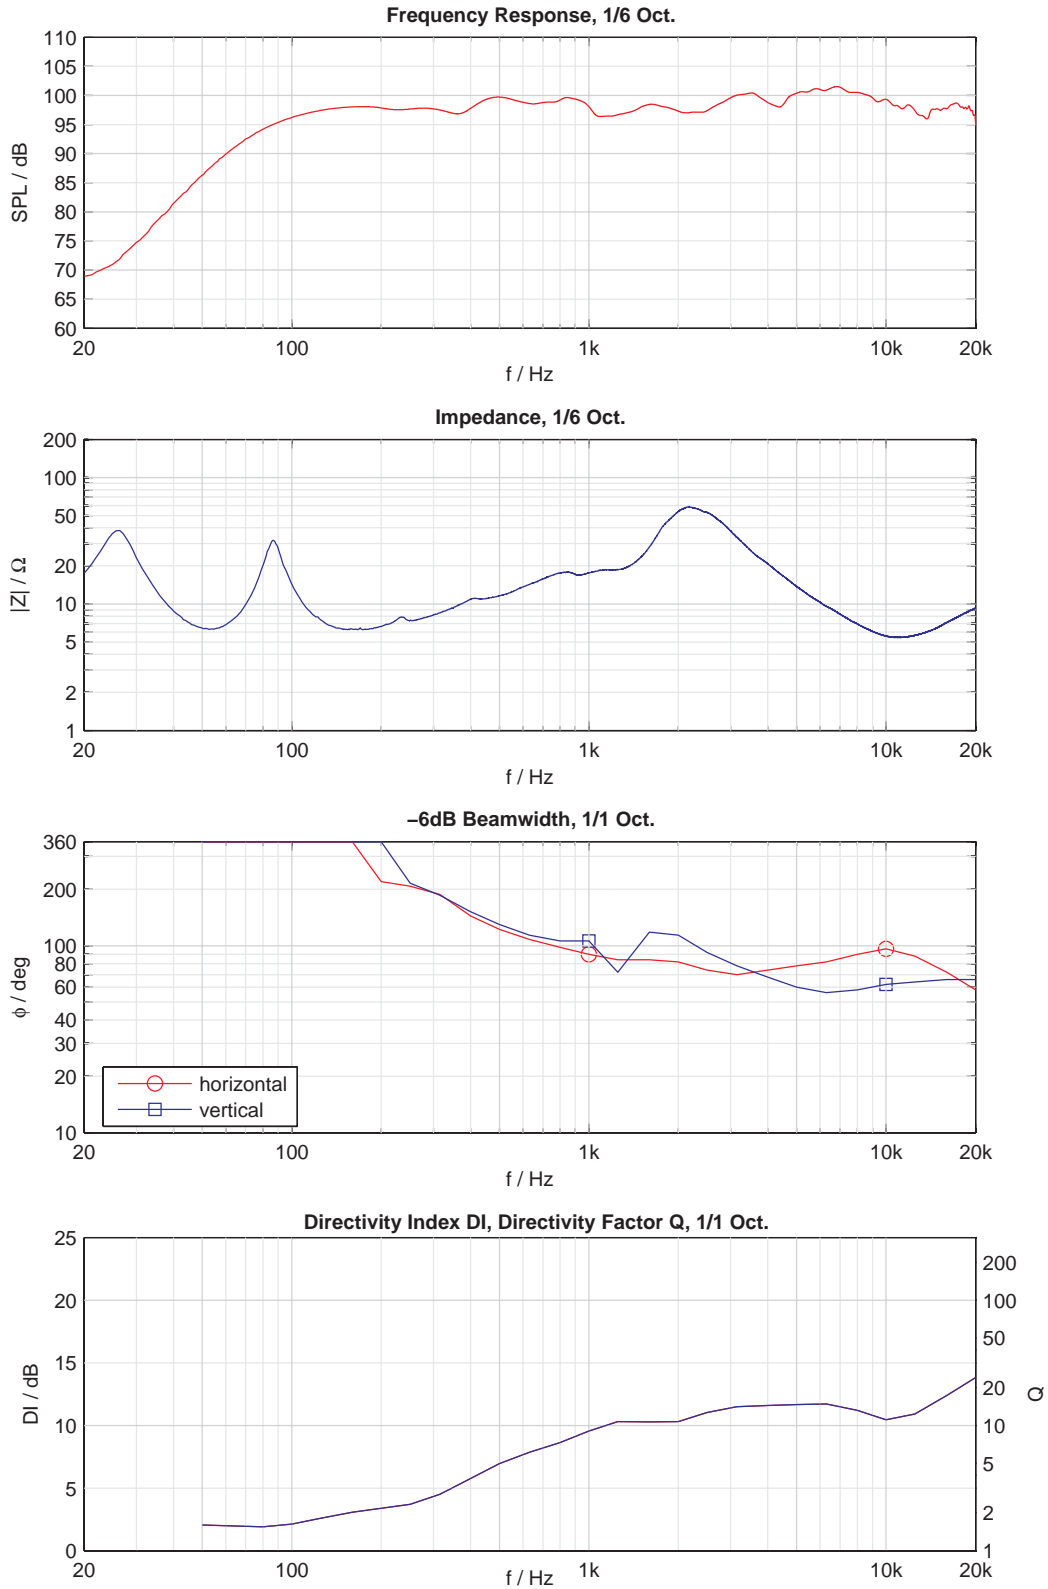 Frequency Response, 1/6 Oct.
110
105
100
95
90
85
80
75
70
65
60
SPL / dB
20 100 1k 10k 20k
f / Hz
Impedance, 1/6 Oct.
200
100
50
20
10
5
2
1
|Z| / Ω
20 100 1k 10k 20k
f / Hz
−6dB Beamwidth, 1/1 Oct.
360
200
100
80
60
40
30
20
10
ϕ / deg
horizontal
vertical
20 100 1k 10k 20k
f / Hz
Directivity Index DI, Directivity Factor Q, 1/1 Oct.
25
20
15
10
5
0
DI / dB
200
100
50
20
10
5
2
1
Q
20 100 1k 10k 20k
f / Hz